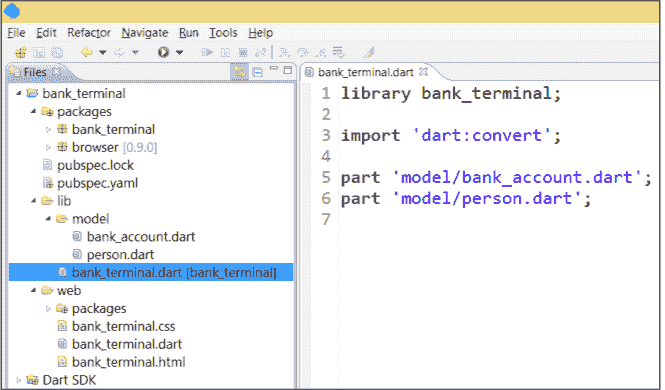 File Edit Refactor Navigate Run Tools Help
Files
bank_terminal
packages
bank_terminal
browser [0.9.0]
pubspec.lock
pubspec.yaml
lib
model
bank_account.dart
person.dart
bank_terminal.dart [bank_terminal]
web
packages
bank_terminal.css
bank_terminal.dart
bank_terminal.html
Dart SDK
bank_terminal.dart
1 library bank_terminal;
2
3 import 'dart:convert';
4
5 part 'model/bank_account.dart';
6 part 'model/person.dart';
7